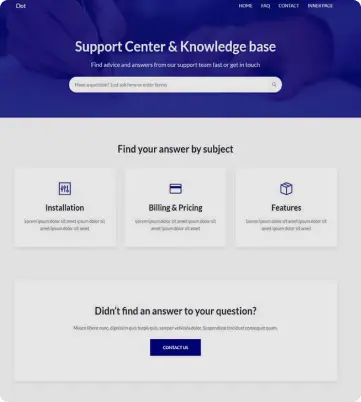 Dot
HOME FAQ CONTACT INNER PAGE
Support Center & Knowledge base
Find advice and answers from our support team fast or get in touch
Have a question? Just ask here or enter terms
Find your answer by subject
Installation
Lorem ipsum dolor sit amet ipsum dolor sit
amet ipsum dolor sit amet
Billing & Pricing
Lorem ipsum dolor sit amet ipsum dolor sit
amet ipsum dolor sit amet
Features
Lorem ipsum dolor sit amet ipsum dolor sit
amet ipsum dolor sit amet
Didn't find an answer to your question?
libero nunc, dignissim quis turpis quis, semper vehicula dolor. Suspendisse tincidunt consequat quam.
CONTACT US